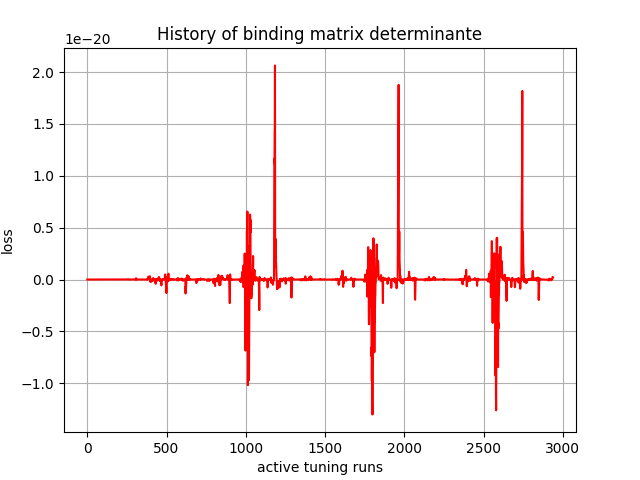 History of binding matrix determinante
1e−20
2.0
1.5
1.0
0.5
0.0
−0.5
−1.0
loss
0 500 1000 1500 2000 2500 3000
active tuning runs